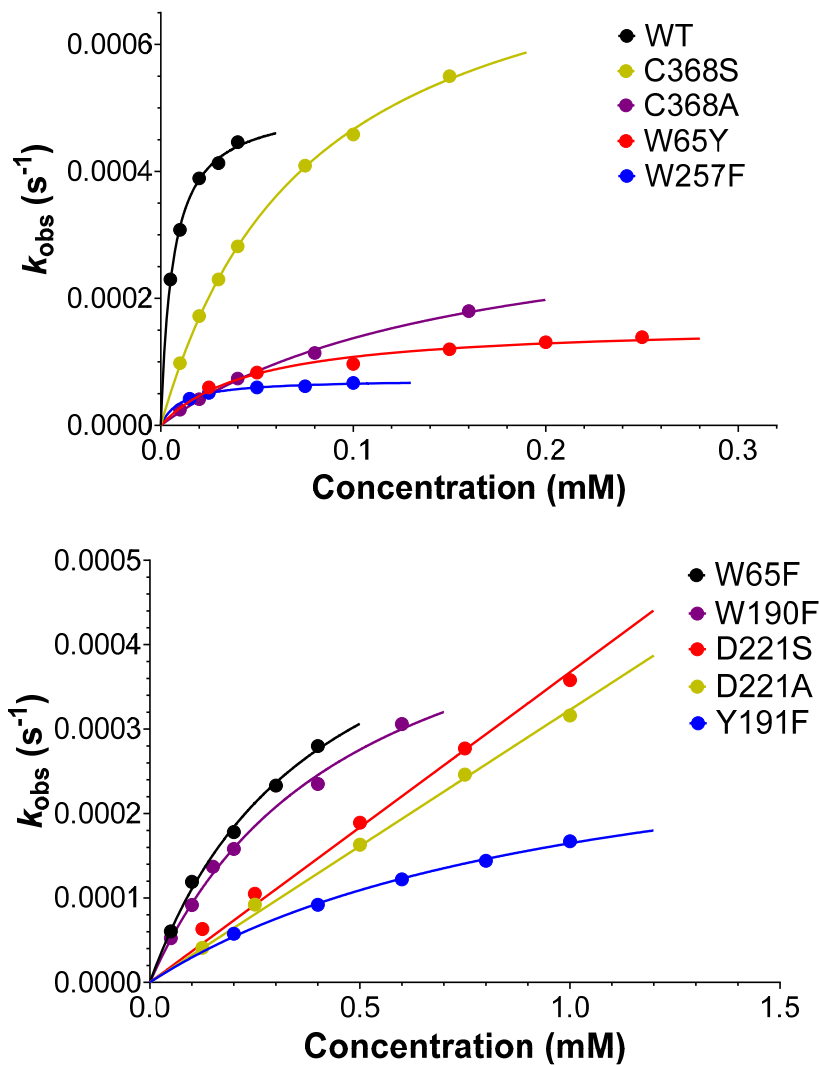 0.0006
0.0004
0.0002
0.0000
k_obs (s⁻¹)
0.0
0.1
0.2
0.3
Concentration (mM)
WT
C368S
C368A
W65Y
W257F
0.0005
0.0004
0.0003
0.0002
0.0001
0.0000
k_obs (s⁻¹)
0.0
0.5
1.0
1.5
Concentration (mM)
W65F
W190F
D221S
D221A
Y191F